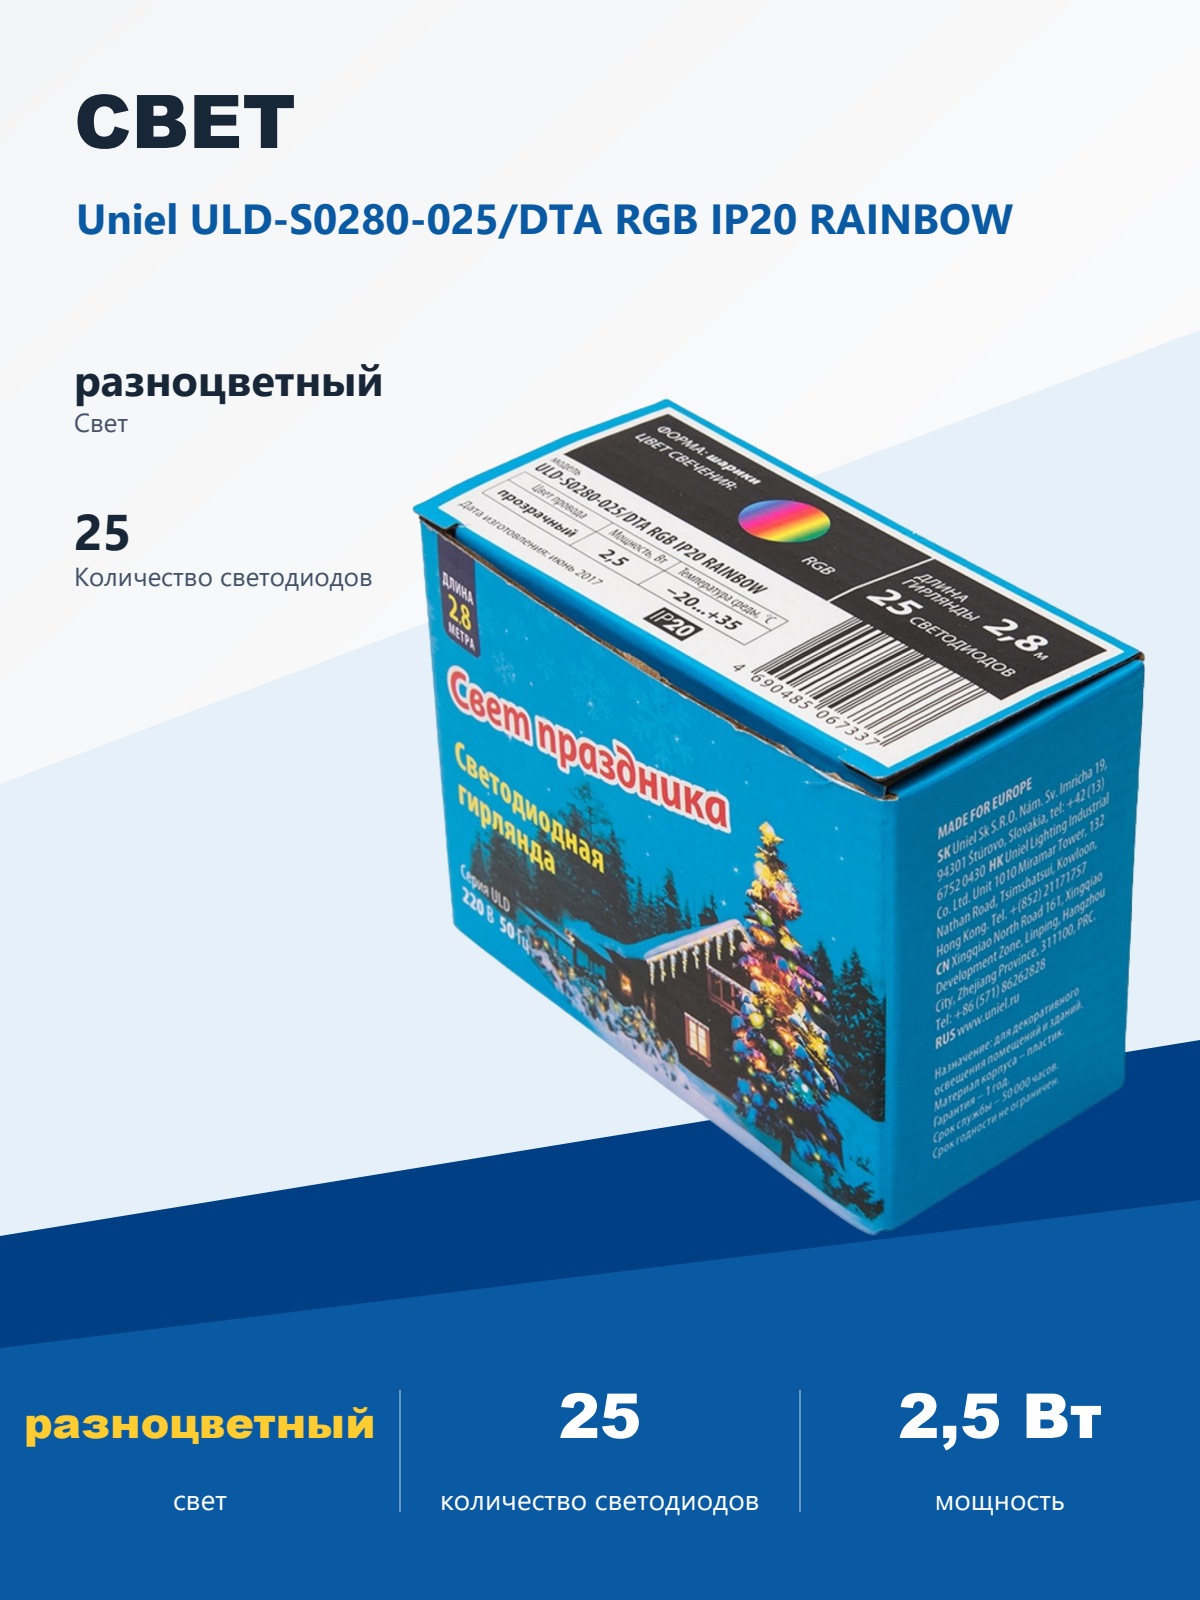 СВЕТ
Uniel ULD-S0280-025/DTA RGB IP20 RAINBOW
разноцветный
Свет
25
Количество светодиодов
ФОРМА: шарики
ЦВЕТ СВЕЧЕНИЯ:
RGB
ДЛИНА
ГИРЛЯНДЫ 2,8 м
25 СВЕТОДИОДОВ
МОДЕЛЬ
ULD-S0280-025/DTA RGB IP20 RAINBOW
Цвет провода
прозрачный
Мощность, Вт
2,5
Температура среды, °С
−20...+35
Дата изготовления: июнь 2017
IP20
4 690485 067337
ДЛИНА
2,8
МЕТРА
Свет праздника
Светодиодная
гирлянда
Серия ULD
220 В 50 Гц
MADE FOR EUROPE
SK Uniel Sk S.R.O. Nám. Sv. Imricha 19,
94301 Štúrovo, Slovakia, tel: +42 (13)
6752 0430 HK Uniel Lighting Industrial
Co. Ltd. Unit 1010 Miramar Tower, 132
Nathan Road, Tsimshatsui, Kowloon,
Hong Kong. Tel. +(852) 21171757
CN Xingqiao North Road 161, Xingqiao
Development Zone, Linping, Hangzhou
City, Zhejiang Province, 311100, PRC.
Tel: +86 (571) 86262828
RUS www.uniel.ru
Назначение: для декоративного
освещения помещений и зданий.
Материал корпуса – пластик.
Гарантия – 1 год.
Срок службы – 50 000 часов.
Срок годности не ограничен.
разноцветный
свет
25
количество светодиодов
2,5 Вт
мощность